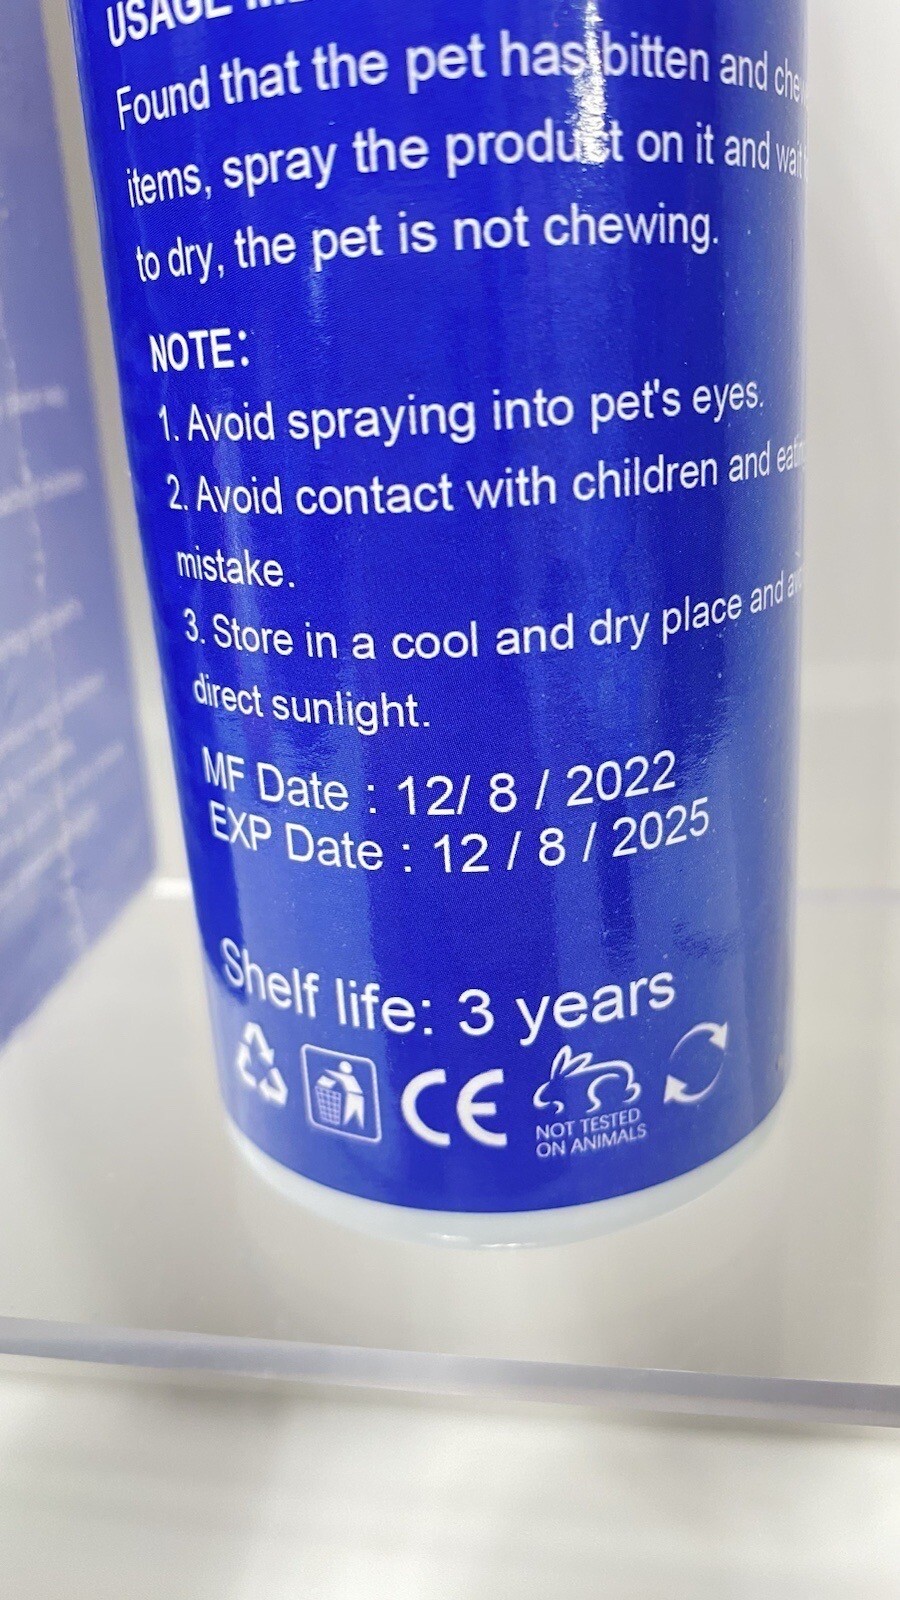 USAGE
Found that the pet has bitten and
items, spray the product on it and wait
to dry, the pet is not chewing.
NOTE:
1. Avoid spraying into pet's eyes.
2. Avoid contact with children and
mistake.
3. Store in a cool and dry place and
direct sunlight.
MF Date : 12/ 8 / 2022
EXP Date : 12 / 8 / 2025
Shelf life: 3 years
CE
NOT TESTED
ON ANIMALS